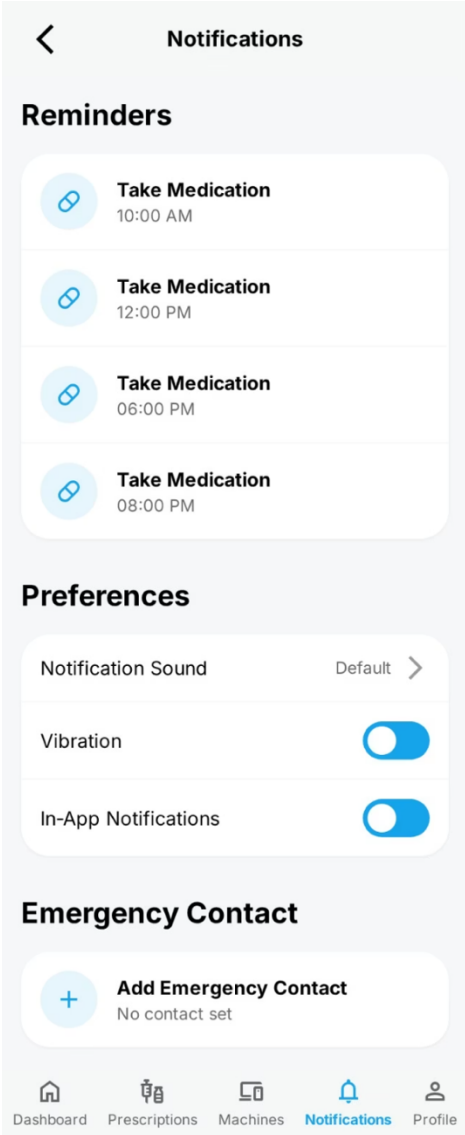 Notifications
Reminders
Take Medication
10:00 AM
Take Medication
12:00 PM
Take Medication
06:00 PM
Take Medication
08:00 PM
Preferences
Notification Sound Default
Vibration
In-App Notifications
Emergency Contact
Add Emergency Contact
No contact set
Dashboard Prescriptions Machines Notifications Profile